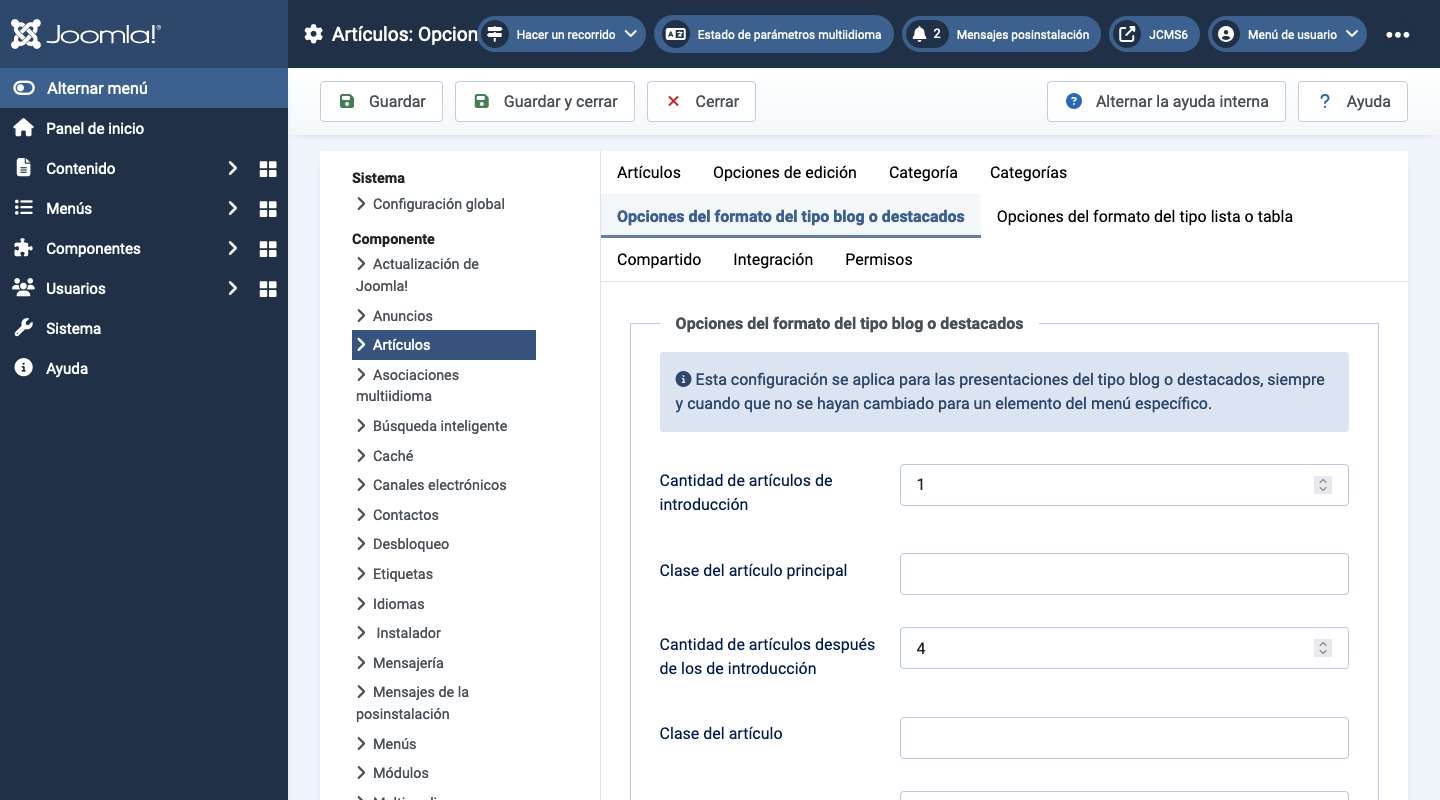 Joomla!
Artículos: Opcion
Hacer un recorrido
Estado de parámetros multiidioma
2 Mensajes posinstalación
JCMS6
Menú de usuario
Alternar menú
Panel de inicio
Contenido
Menús
Componentes
Usuarios
Sistema
Ayuda
Guardar
Guardar y cerrar
Cerrar
Alternar la ayuda interna
Ayuda
Sistema
Configuración global
Componente
Actualización de
Joomla!
Anuncios
Artículos
Asociaciones
multiidioma
Búsqueda inteligente
Caché
Canales electrónicos
Contactos
Desbloqueo
Etiquetas
Idiomas
Instalador
Mensajería
Mensajes de la
posinstalación
Menús
Módulos
Artículos
Opciones de edición
Categoría
Categorías
Opciones del formato del tipo blog o destacados
Opciones del formato del tipo lista o tabla
Compartido
Integración
Permisos
Opciones del formato del tipo blog o destacados
Esta configuración se aplica para las presentaciones del tipo blog o destacados, siempre
y cuando que no se hayan cambiado para un elemento del menú específico.
Cantidad de artículos de
introducción
1
Clase del artículo principal
Cantidad de artículos después
de los de introducción
4
Clase del artículo